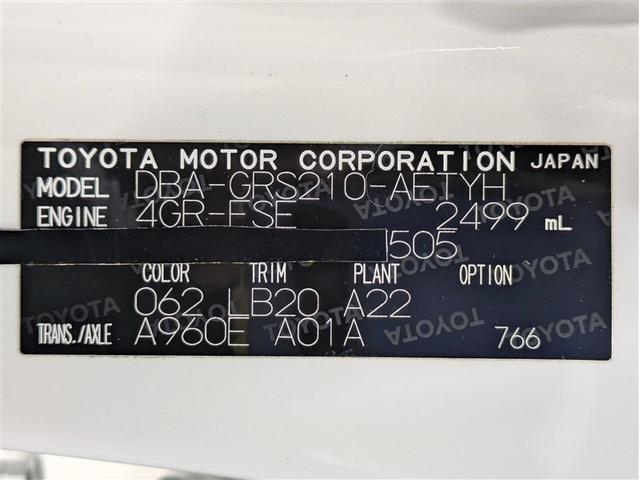 TOYOTA MOTOR CORPORATION JAPAN
MODEL DBA-GRS210-AETYH
ENGINE 4GR-FSE 2499 mL
505
COLOR TRIM PLANT OPTION
062 LB20 A22
TRANS./AXLE A960E A01A 766